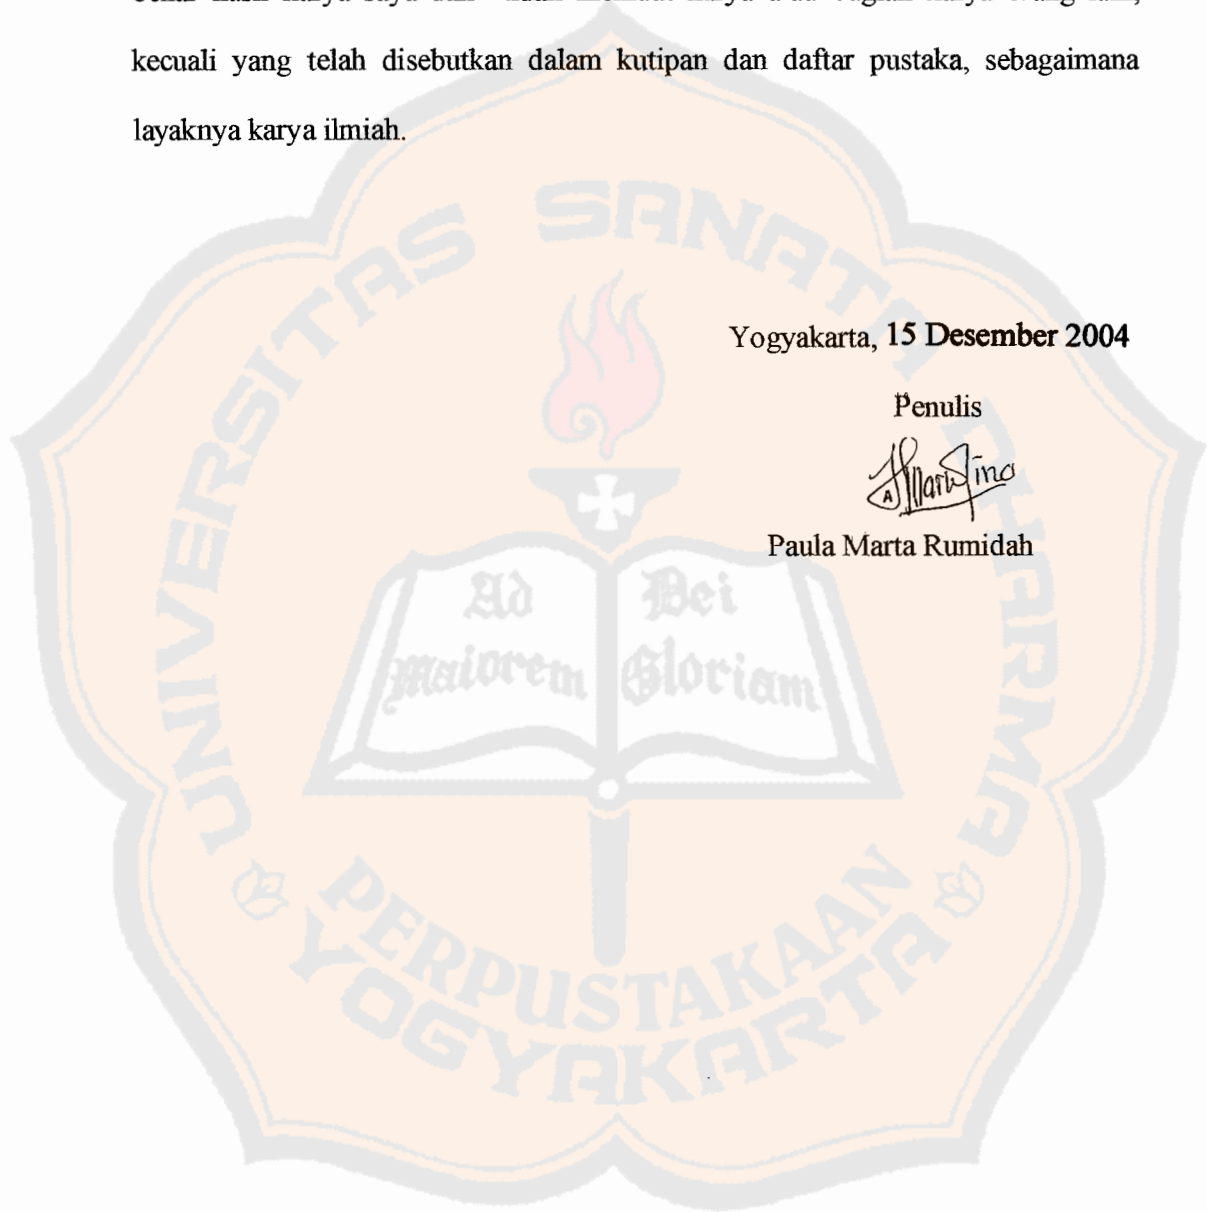 kecuali yang telah disebutkan dalam kutipan dan daftar pustaka, sebagaimana
layaknya karya ilmiah.
UNIVERSITAS SANATA DHARMA
Yogyakarta, 15 Desember 2004
Penulis
Paula Marta Rumidah
Ad Dei
maiorem Gloriam
PERPUSTAKAAN
YOGYAKARTA